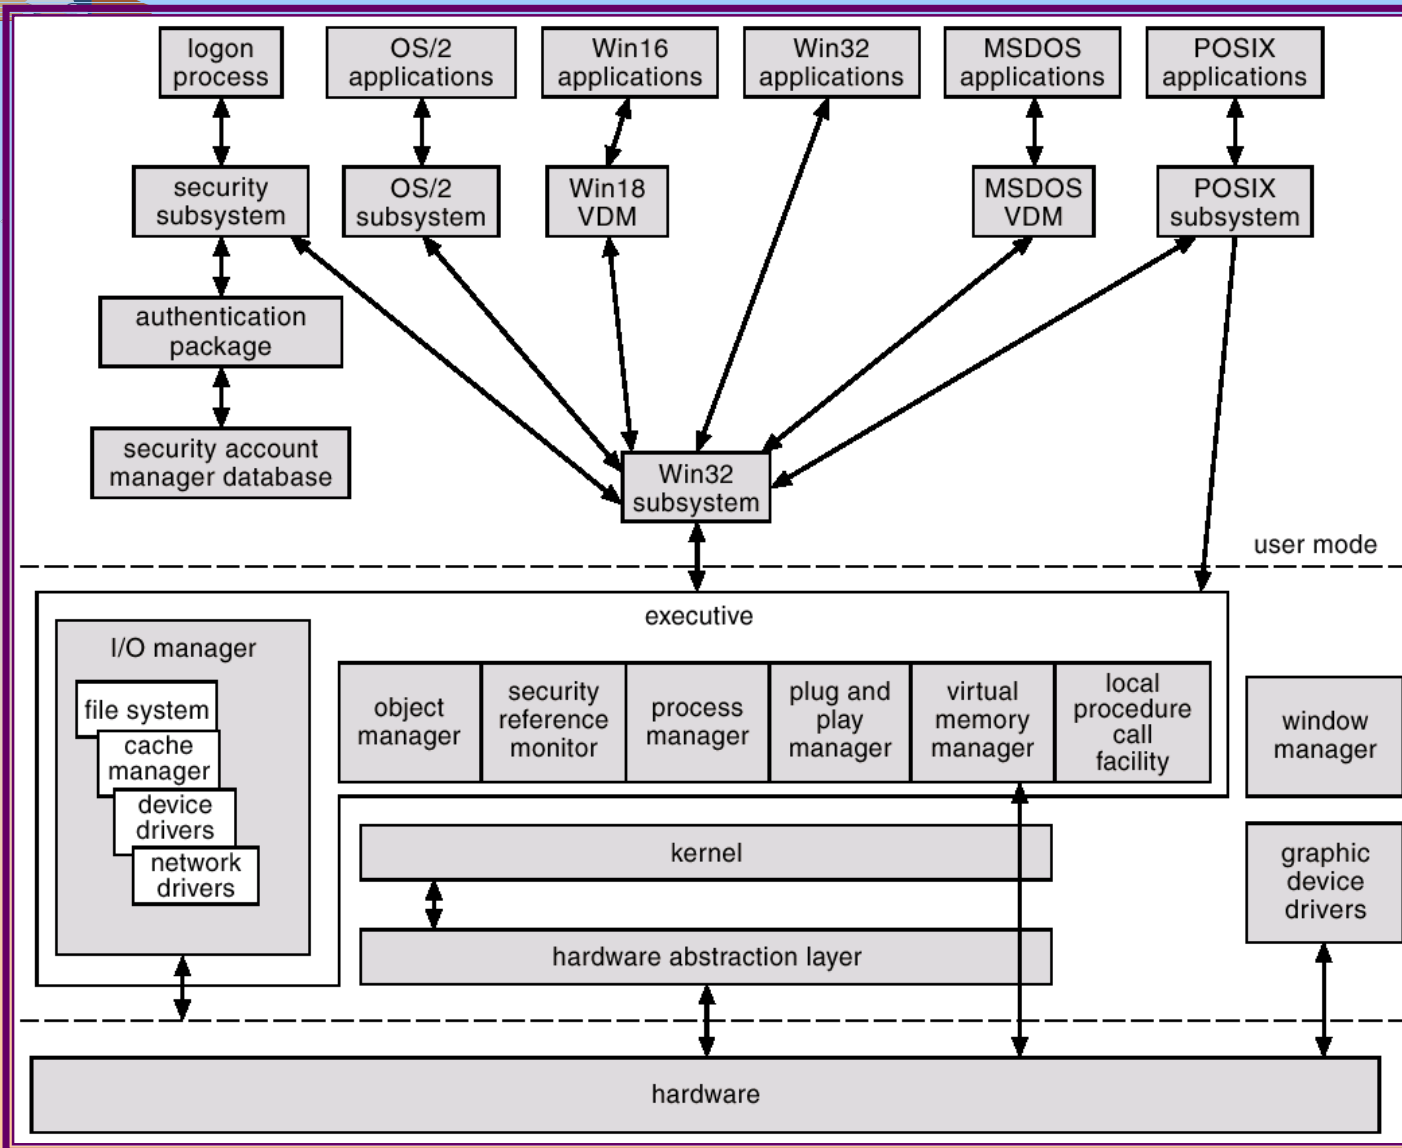 logon
process
OS/2
applications
Win16
applications
Win32
applications
MSDOS
applications
POSIX
applications
security
subsystem
OS/2
subsystem
Win18
VDM
MSDOS
VDM
POSIX
subsystem
authentication
package
security account
manager database
Win32
subsystem
user mode
executive
I/O manager
file system
cache
manager
device
drivers
network
drivers
object
manager
security
reference
monitor
process
manager
plug and
play
manager
virtual
memory
manager
local
procedure
call
facility
window
manager
kernel
graphic
device
drivers
hardware abstraction layer
hardware